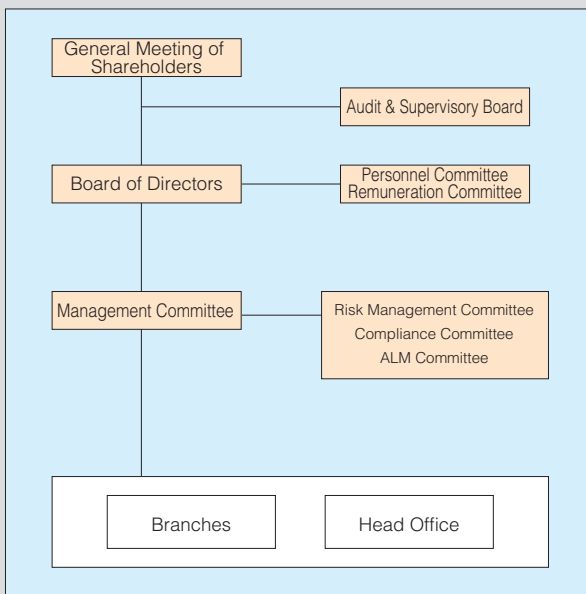 General Meeting of
Shareholders
Audit & Supervisory Board
Board of Directors
Personnel Committee
Remuneration Committee
Management Committee
Risk Management Committee
Compliance Committee
ALM Committee
Branches
Head Office